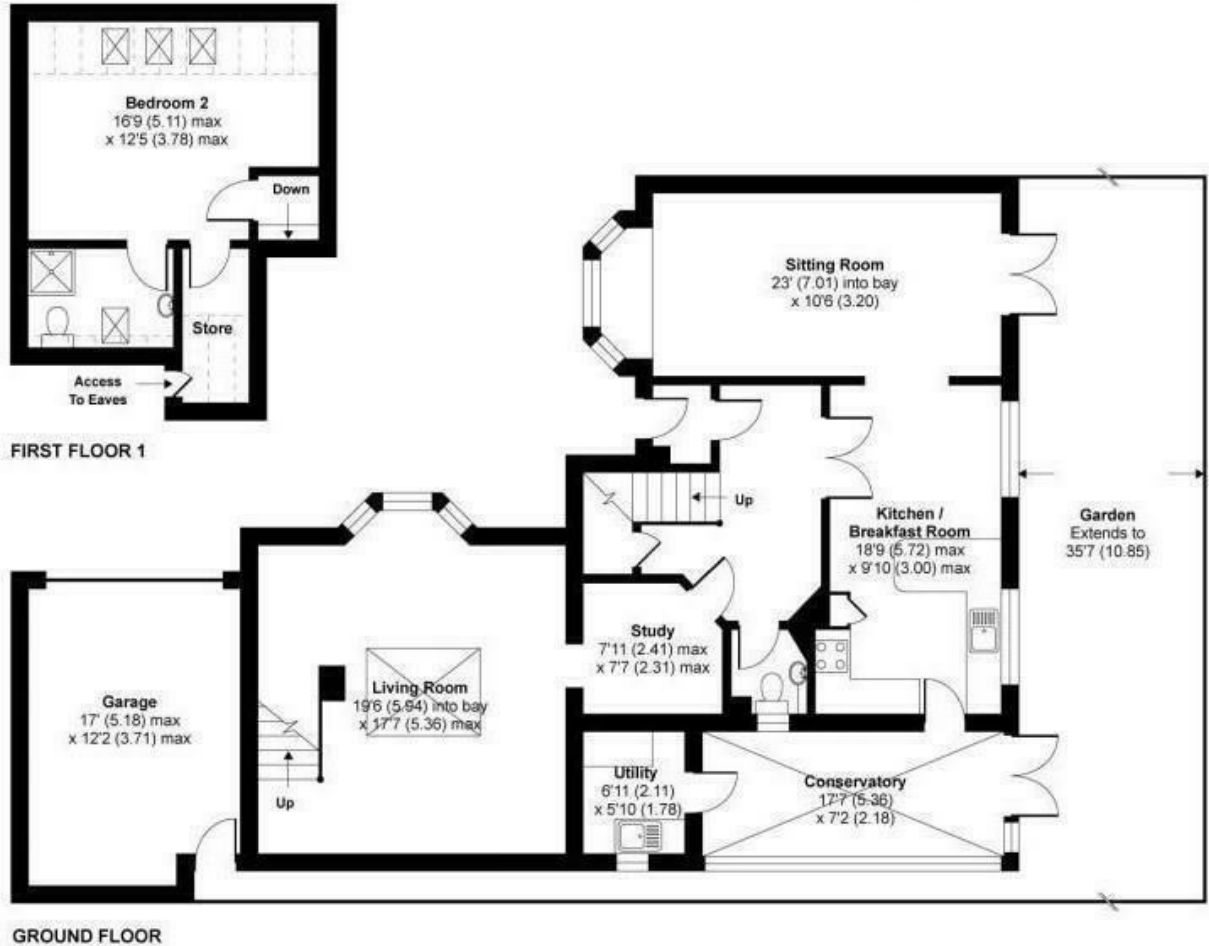 Bedroom 2
16'9 (5.11) max
x 12'5 (3.78) max
Down
Store
Access
To Eaves
FIRST FLOOR 1
Sitting Room
23' (7.01) into bay
x 10'6 (3.20)
Up
Kitchen /
Breakfast Room
18'9 (5.72) max
x 9'10 (3.00) max
Garden
Extends to
35'7 (10.85)
Study
7'11 (2.41) max
x 7'7 (2.31) max
Living Room
19'6 (5.94) into bay
x 17'7 (5.36) max
Garage
17' (5.18) max
x 12'2 (3.71) max
Up
Utility
6'11 (2.11)
x 5'10 (1.78)
Conservatory
17'7 (5.36)
x 7'2 (2.18)
GROUND FLOOR